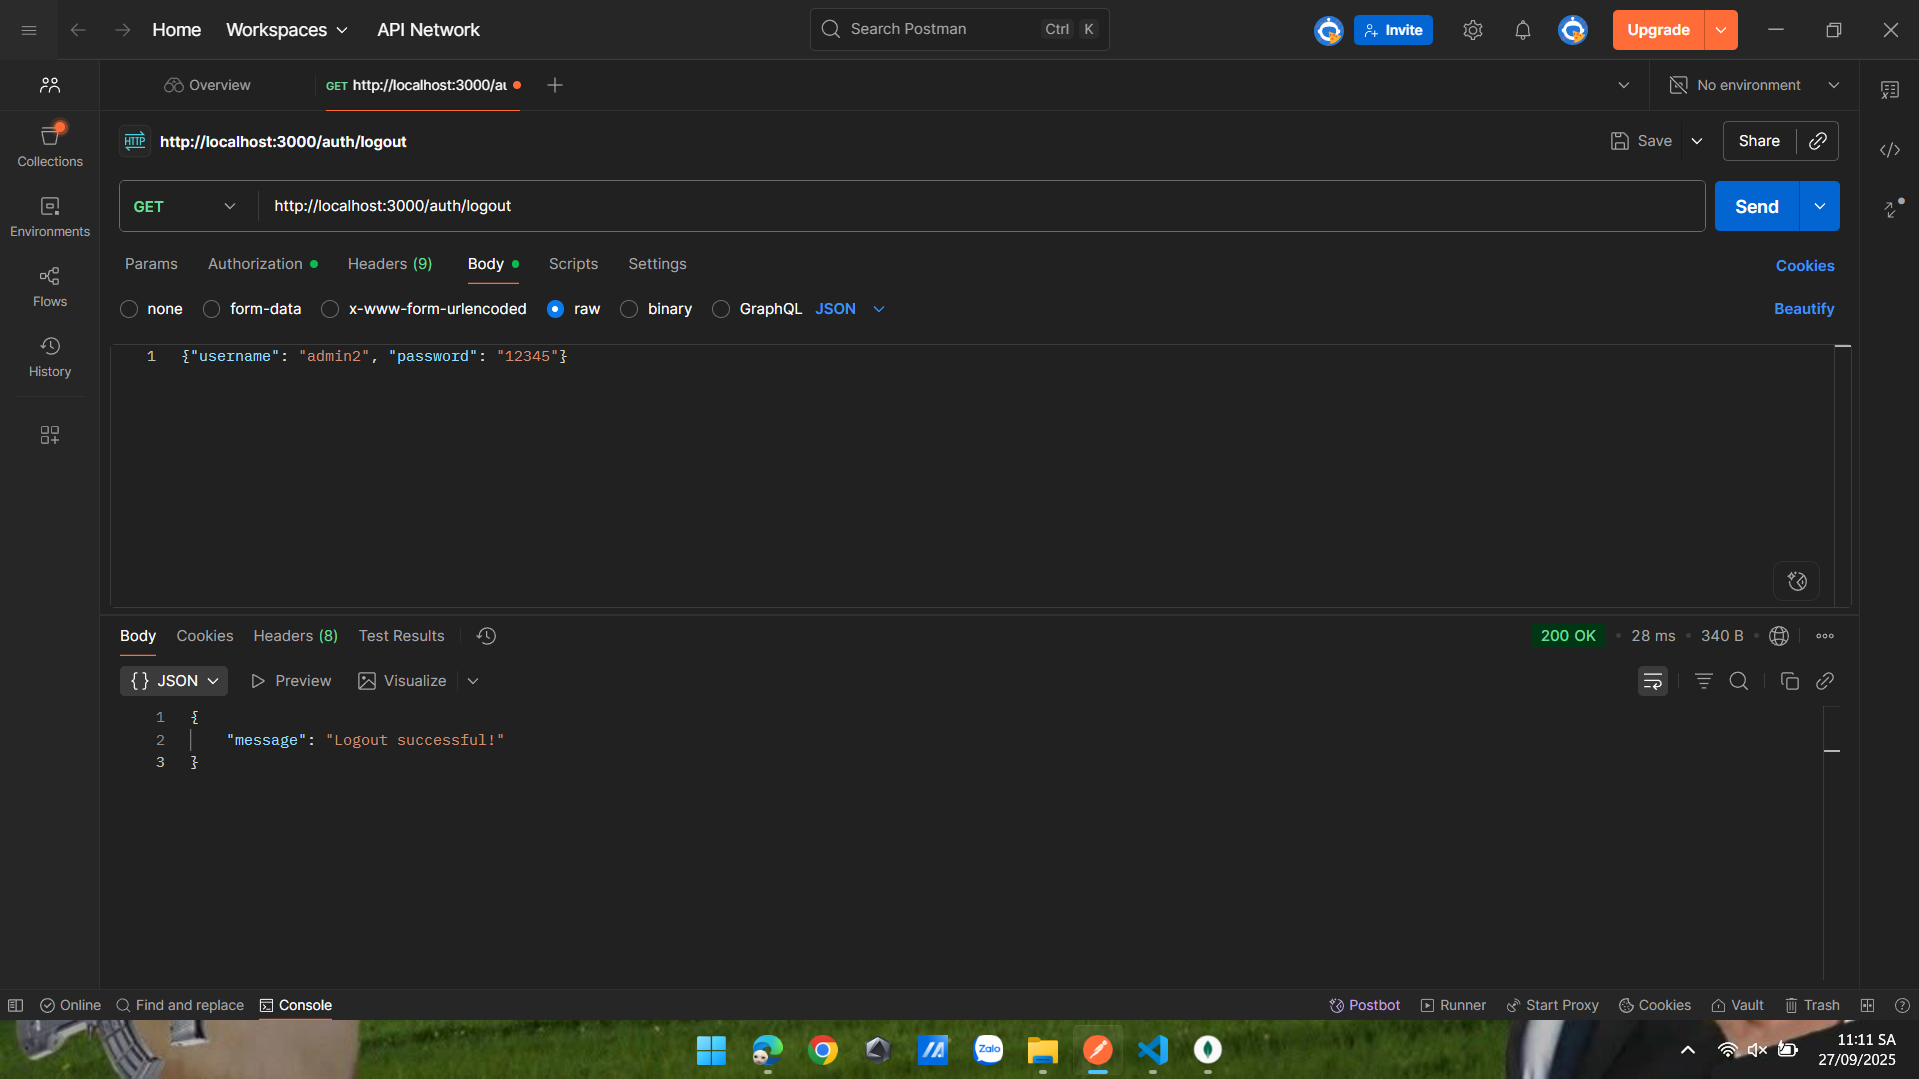 Home Workspaces API Network Search Postman Ctrl K Invite Upgrade
Overview GET http://localhost:3000/au No environment
HTTP http://localhost:3000/auth/logout Save Share
Collections
GET http://localhost:3000/auth/logout Send
Environments
Params Authorization Headers (9) Body Scripts Settings Cookies
Flows
none form-data x-www-form-urlencoded raw binary GraphQL JSON Beautify
1 {"username": "admin2", "password": "12345"}
History
Body Cookies Headers (8) Test Results 200 OK • 28 ms • 340 B •
{} JSON Preview Visualize
1 {
2 "message": "Logout successful!"
3 }
Online Find and replace Console Postbot Runner Start Proxy Cookies Vault Trash
Zalo
11:11 SA
27/09/2025